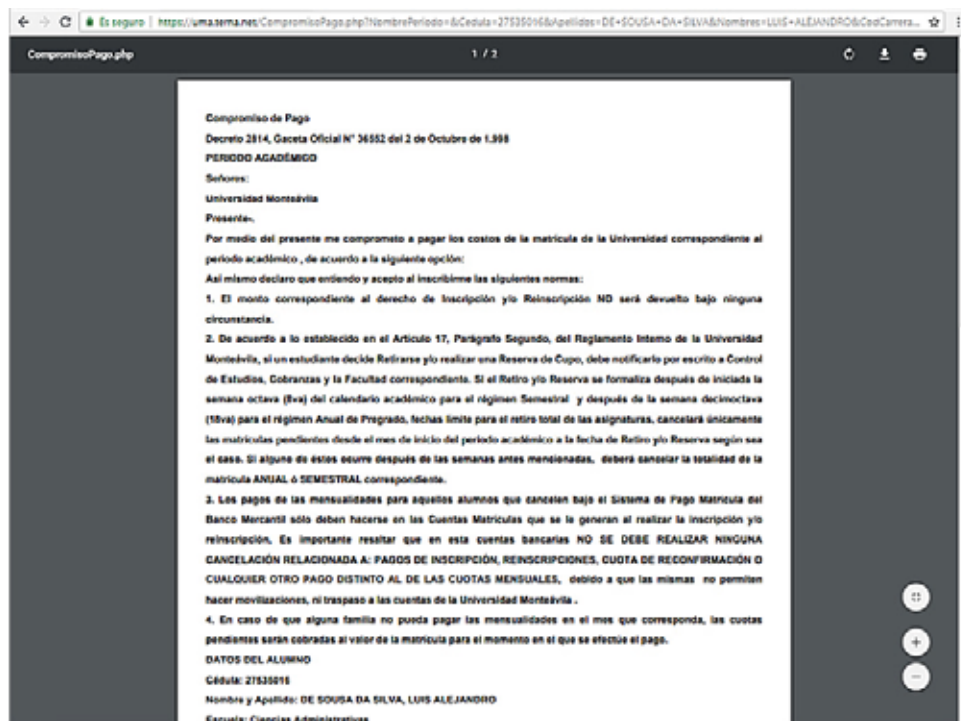 Es seguro | https://uma.terna.net/CompromisoPago.php?NombrePeriodo=&Cedula=27535016&Apellidos=DE+SOUSA+DA+SILVA&Nombres=LUIS+ALEJANDRO&CodCarrera...
CompromisoPago.php 1 / 2
Compromiso de Pago
Decreto 2814, Gaceta Oficial N° 36552 del 2 de Octubre de 1.998
PERIODO ACADÉMICO
Señores:
Universidad Monteávila
Presente-.
Por medio del presente me comprometo a pagar los costos de la matrícula de la Universidad correspondiente al
periodo académico , de acuerdo a la siguiente opción:
Así mismo declaro que entiendo y acepto al inscribirme las siguientes normas:
1. El monto correspondiente al derecho de Inscripción y/o Reinscripción NO será devuelto bajo ninguna
circunstancia.
2. De acuerdo a lo establecido en el Artículo 17, Parágrafo Segundo, del Reglamento Interno de la Universidad
Monteávila, si un estudiante decide Retirarse y/o realizar una Reserva de Cupo, debe notificarlo por escrito a Control
de Estudios, Cobranzas y la Facultad correspondiente. Si el Retiro y/o Reserva se formaliza después de iniciada la
semana octava (8va) del calendario académico para el régimen Semestral y después de la semana decimoctava
(18va) para el régimen Anual de Pregrado, fechas límite para el retiro total de las asignaturas, cancelará únicamente
las matrículas pendientes desde el mes de inicio del periodo académico a la fecha de Retiro y/o Reserva según sea
el caso. Si alguno de éstos ocurre después de las semanas antes mencionadas, deberá cancelar la totalidad de la
matrícula ANUAL ó SEMESTRAL correspondiente.
3. Los pagos de las mensualidades para aquellos alumnos que cancelen bajo el Sistema de Pago Matrícula del
Banco Mercantil sólo deben hacerse en las Cuentas Matrículas que se le generan al realizar la inscripción y/o
reinscripción, Es importante resaltar que en esta cuentas bancarias NO SE DEBE REALIZAR NINGUNA
CANCELACIÓN RELACIONADA A: PAGOS DE INSCRIPCIÓN, REINSCRIPCIONES, CUOTA DE RECONFIRMACIÓN O
CUALQUIER OTRO PAGO DISTINTO AL DE LAS CUOTAS MENSUALES, debido a que las mismas no permiten
hacer movilizaciones, ni traspaso a las cuentas de la Universidad Monteávila .
4. En caso de que alguna familia no pueda pagar las mensualidades en el mes que corresponda, las cuotas
pendientes serán cobradas al valor de la matrícula para el momento en el que se efectúe el pago.
DATOS DEL ALUMNO
Cédula: 27535016
Nombre y Apellido: DE SOUSA DA SILVA, LUIS ALEJANDRO
Escuela: Ciencias Administrativas